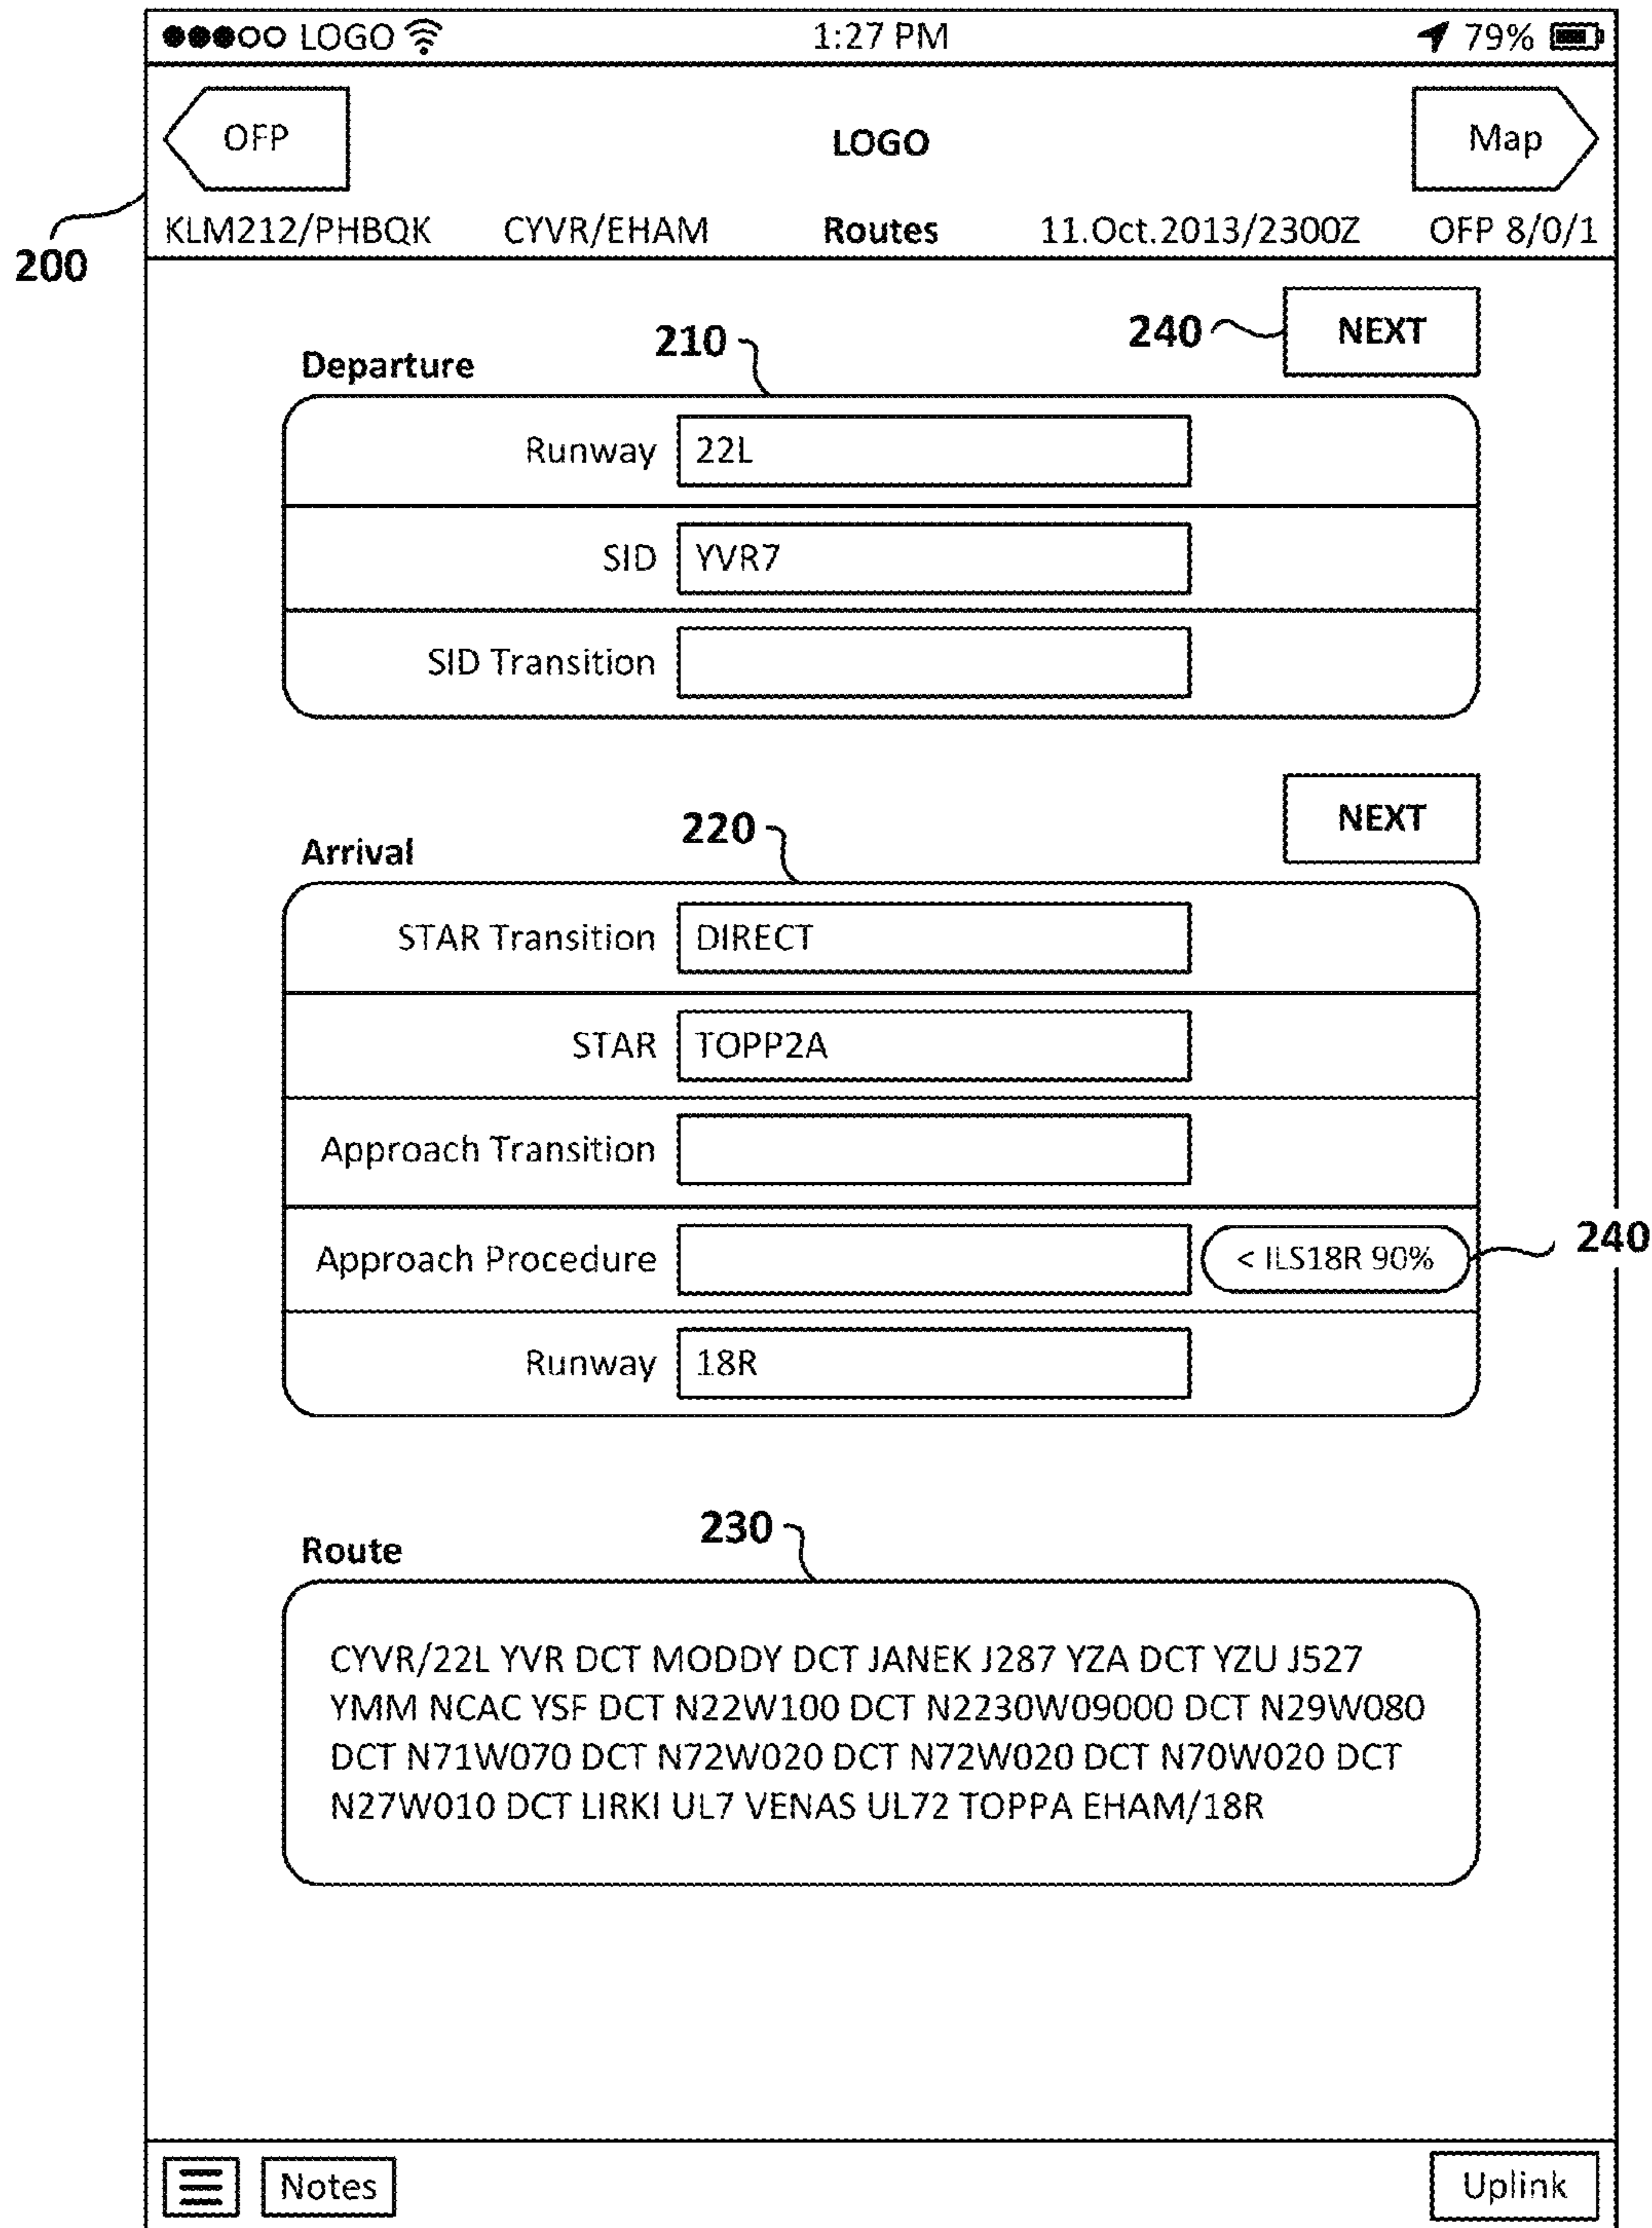 LOGO 1:27 PM 79%
OFP LOGO Map
KLM212/PHBQK CYVR/EHAM Routes 11.Oct.2013/2300Z OFP 8/0/1
200
240 NEXT
Departure 210
Runway 22L
SID YVR7
SID Transition
NEXT
Arrival 220
STAR Transition DIRECT
STAR TOPP2A
Approach Transition
Approach Procedure < ILS18R 90% 240
Runway 18R
Route 230
CYVR/22L YVR DCT MODDY DCT JANEK J287 YZA DCT YZU J527
YMM NCAC YSF DCT N22W100 DCT N2230W09000 DCT N29W080
DCT N71W070 DCT N72W020 DCT N72W020 DCT N70W020 DCT
N27W010 DCT LIRKI UL7 VENAS UL72 TOPPA EHAM/18R
Notes Uplink